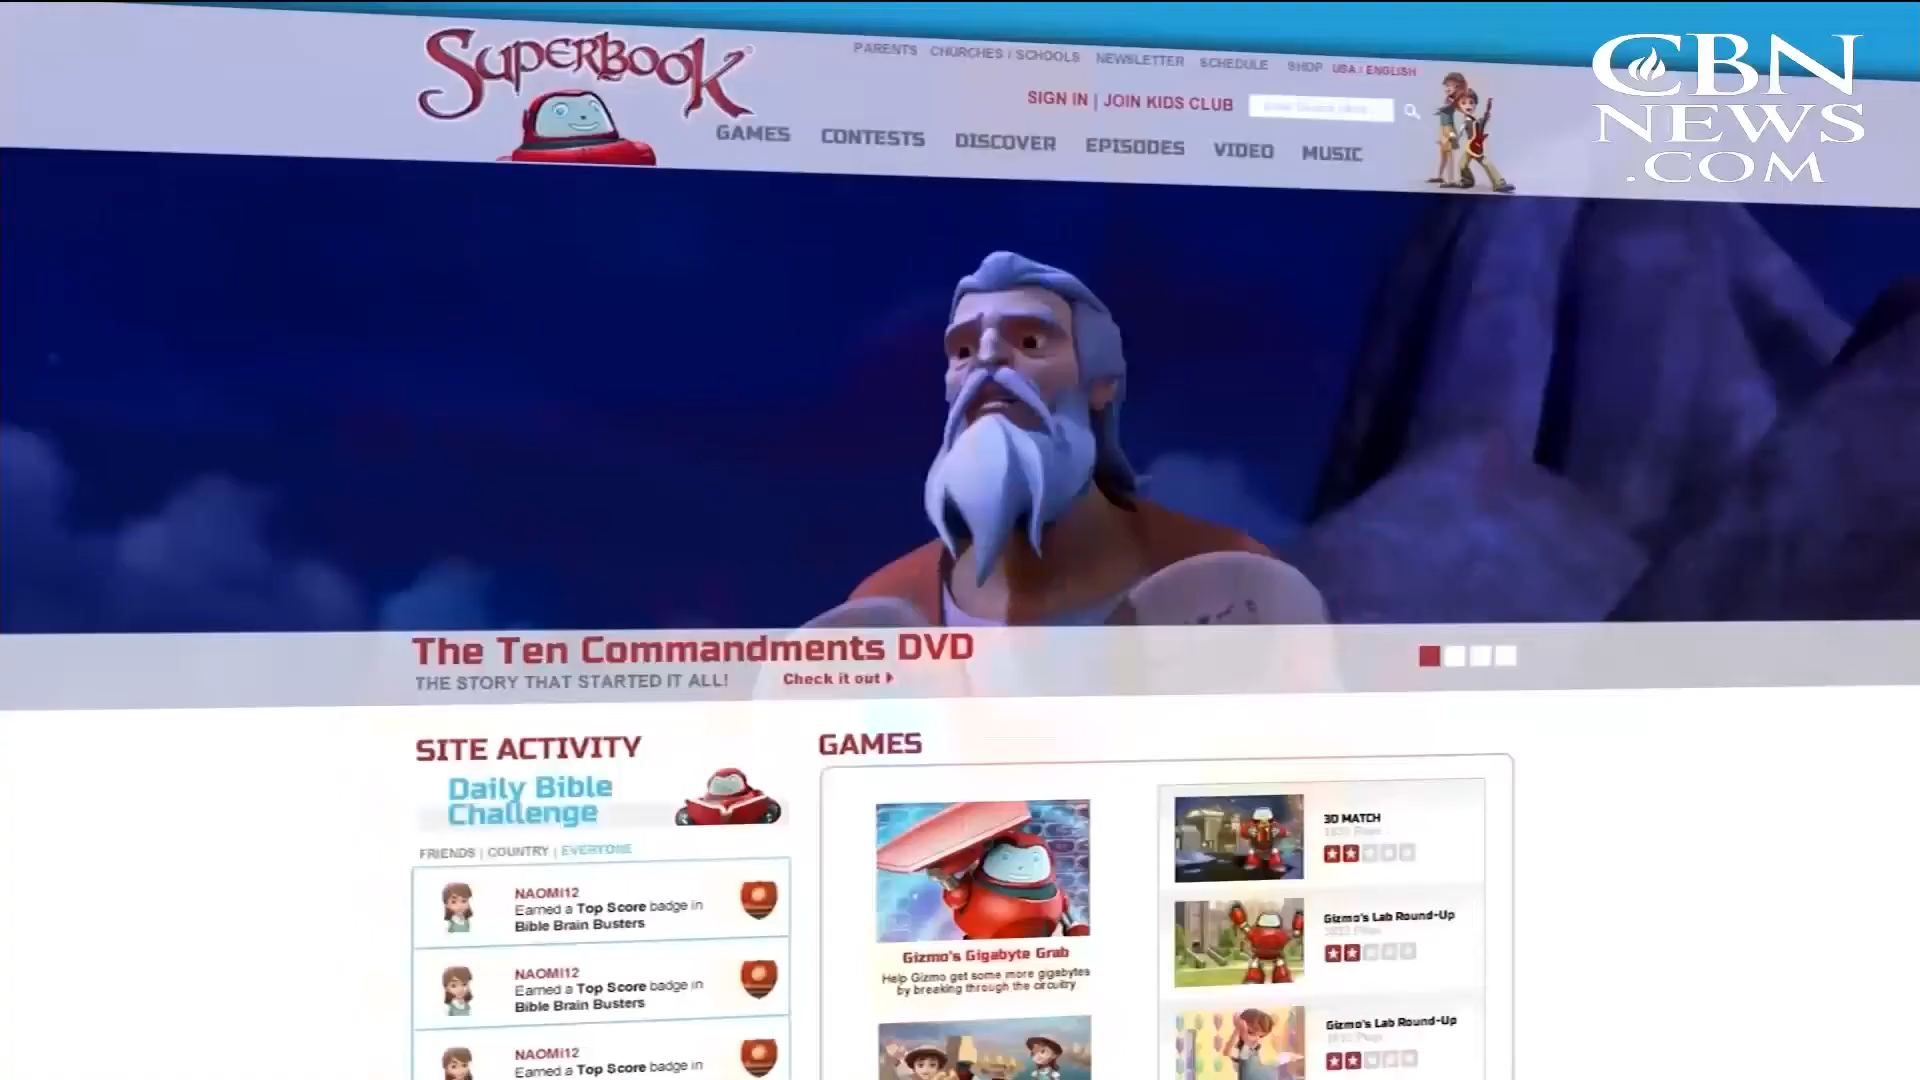 SUPERBOOK
PARENTS CHURCHES / SCHOOLS NEWSLETTER SCHEDULE SHOP USA : ENGLISH
SIGN IN | JOIN KIDS CLUB
GAMES CONTESTS DISCOVER EPISODES VIDEO MUSIC
CBN
NEWS
.COM
The Ten Commandments DVD
THE STORY THAT STARTED IT ALL!
Check it out
SITE ACTIVITY
Daily Bible
Challenge
FRIENDS | COUNTRY | EVERYONE
NAOMI12
Earned a Top Score badge in
Bible Brain Busters
NAOMI12
Earned a Top Score badge in
Bible Brain Busters
NAOMI12
Earned a Top Score badge in
GAMES
Gizmo's Gigabyte Grab
Help Gizmo get some more gigabytes
by breaking through the circuitry
3D MATCH
Gizmo's Lab Round-Up
Gizmo's Lab Round-Up